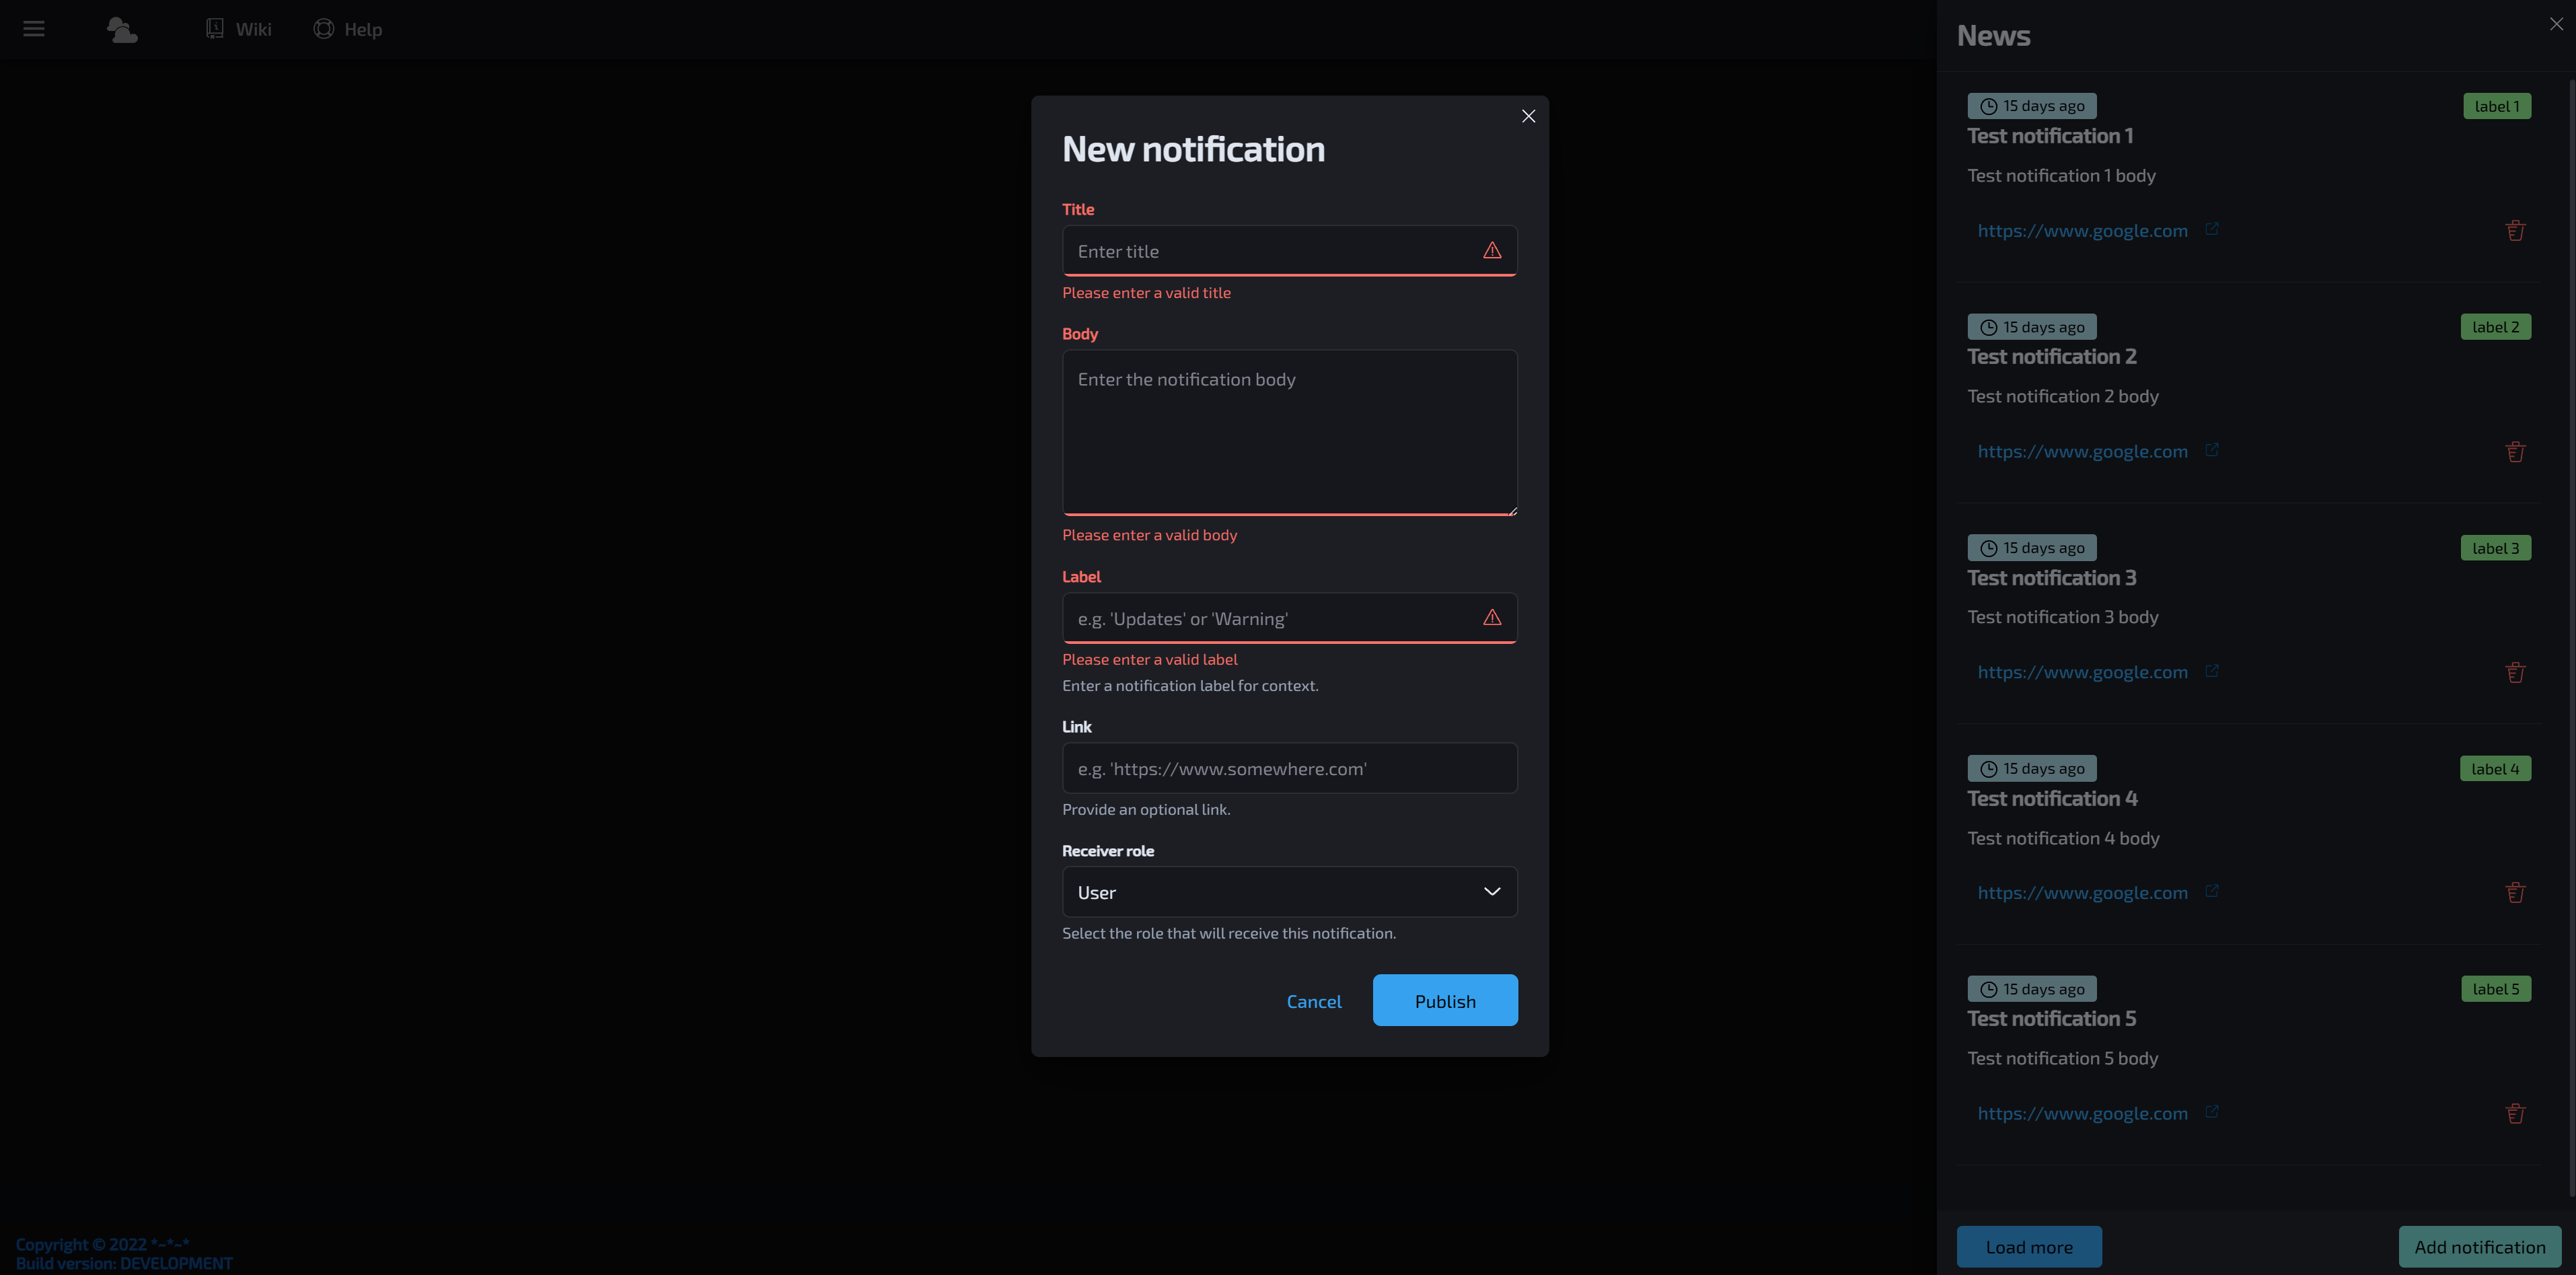 Wiki
Help
News
New notification
Title
Enter title
Please enter a valid title
Body
Enter the notification body
Please enter a valid body
Label
e.g. 'Updates' or 'Warning'
Please enter a valid label
Enter a notification label for context.
Link
e.g. 'https://www.somewhere.com'
Provide an optional link.
Receiver role
User
Select the role that will receive this notification.
Cancel
Publish
15 days ago
label 1
Test notification 1
Test notification 1 body
https://www.google.com
15 days ago
label 2
Test notification 2
Test notification 2 body
https://www.google.com
15 days ago
label 3
Test notification 3
Test notification 3 body
https://www.google.com
15 days ago
label 4
Test notification 4
Test notification 4 body
https://www.google.com
15 days ago
label 5
Test notification 5
Test notification 5 body
https://www.google.com
Load more
Add notification
Copyright © 2022 *~*~*
Build version: DEVELOPMENT